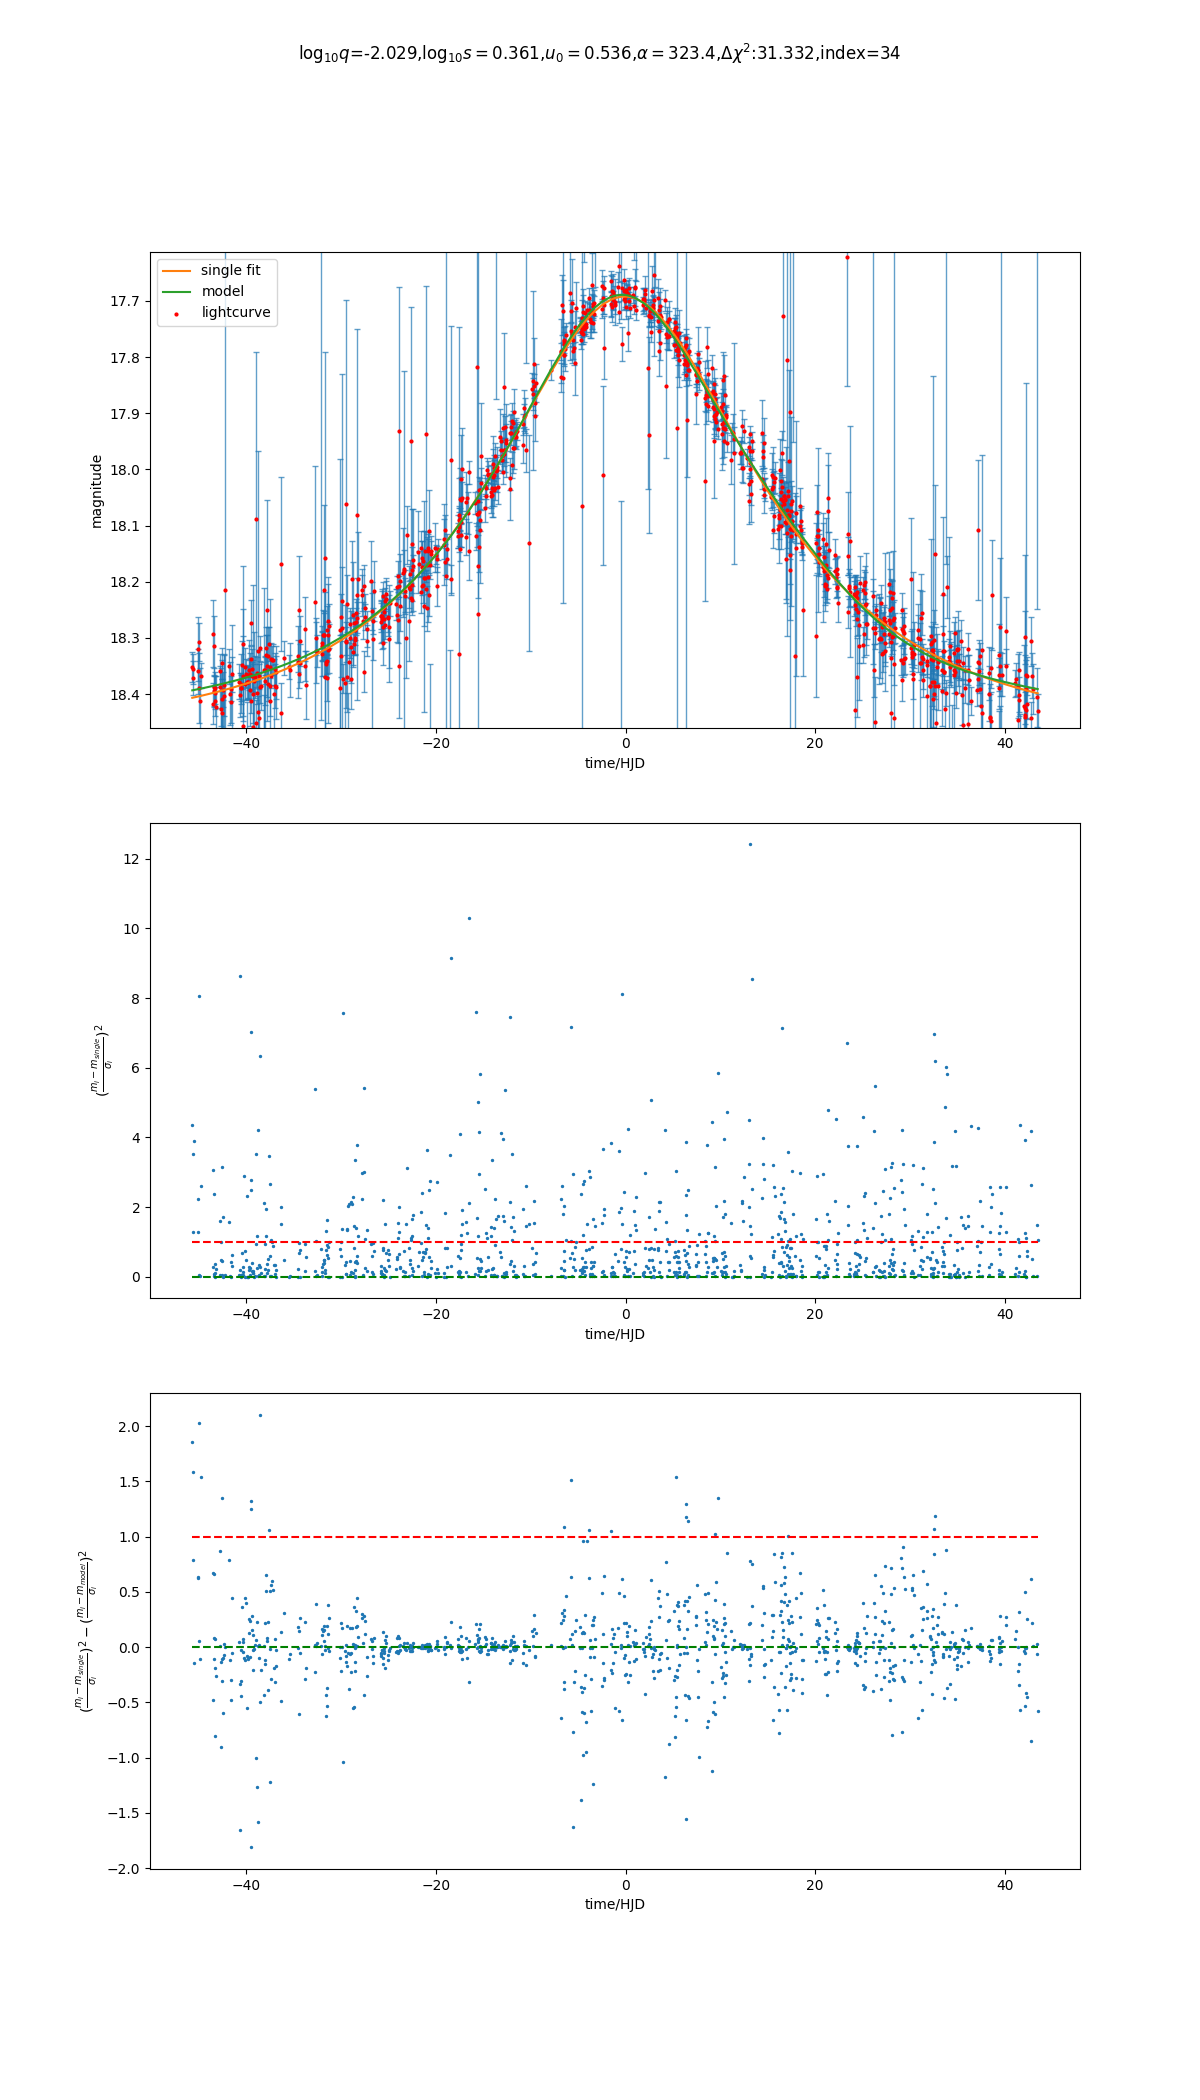 log₁₀q=-2.029,log₁₀s = 0.361,u₀ = 0.536,α = 323.4,Δχ²:31.332,index=34
single fit
model
lightcurve
magnitude
17.7
17.8
17.9
18.0
18.1
18.2
18.3
18.4
−40 −20 0 20 40
time/HJD
((mᵢ − m_single)/σᵢ)²
12
10
8
6
4
2
0
−40 −20 0 20 40
time/HJD
((mᵢ − m_single)/σᵢ)² − ((mᵢ − m_model)/σᵢ)²
2.0
1.5
1.0
0.5
0.0
−0.5
−1.0
−1.5
−2.0
−40 −20 0 20 40
time/HJD